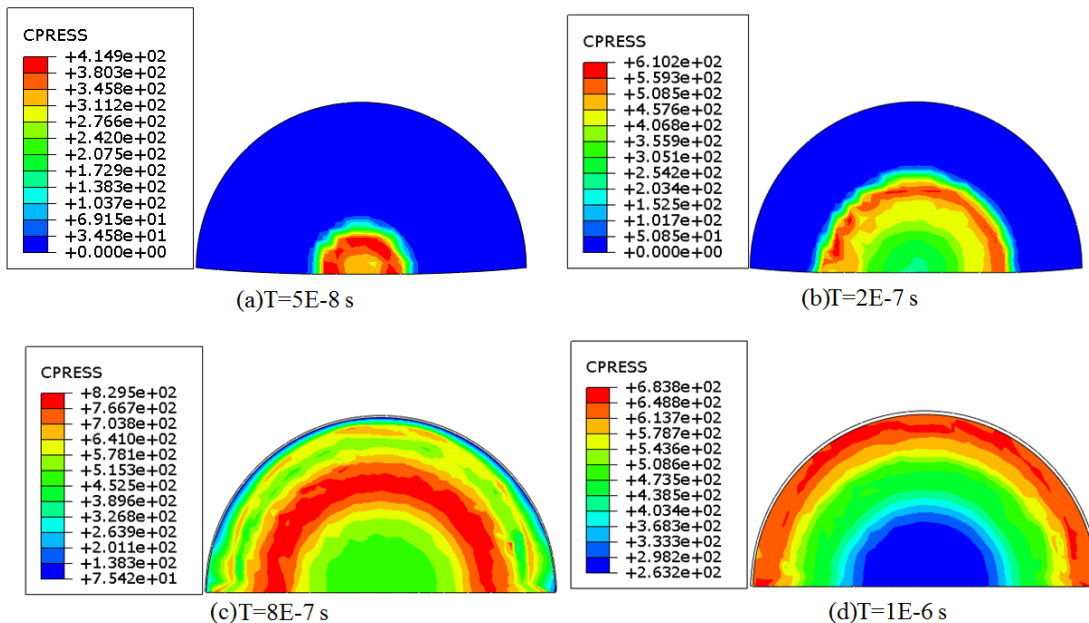 CPRESS
+4.149e+02
+3.803e+02
+3.458e+02
+3.112e+02
+2.766e+02
+2.420e+02
+2.075e+02
+1.729e+02
+1.383e+02
+1.037e+02
+6.915e+01
+3.458e+01
+0.000e+00
(a)T=5E-8 s
CPRESS
+6.102e+02
+5.593e+02
+5.085e+02
+4.576e+02
+4.068e+02
+3.559e+02
+3.051e+02
+2.542e+02
+2.034e+02
+1.525e+02
+1.017e+02
+5.085e+01
+0.000e+00
(b)T=2E-7 s
CPRESS
+8.295e+02
+7.667e+02
+7.038e+02
+6.410e+02
+5.781e+02
+5.153e+02
+4.525e+02
+3.896e+02
+3.268e+02
+2.639e+02
+2.011e+02
+1.383e+02
+7.542e+01
(c)T=8E-7 s
CPRESS
+6.838e+02
+6.488e+02
+6.137e+02
+5.787e+02
+5.436e+02
+5.086e+02
+4.735e+02
+4.385e+02
+4.034e+02
+3.683e+02
+3.333e+02
+2.982e+02
+2.632e+02
(d)T=1E-6 s